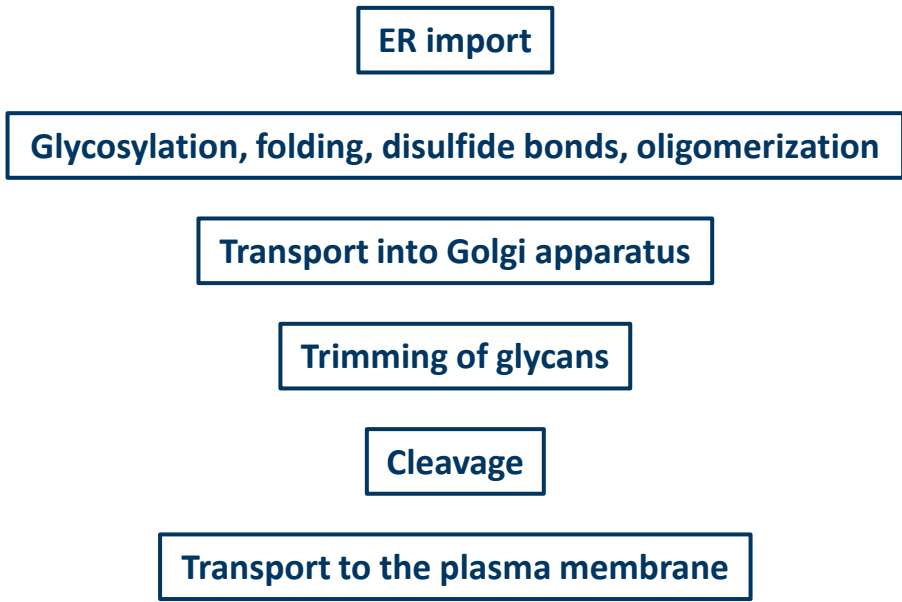 ER import
Glycosylation, folding, disulfide bonds, oligomerization
Transport into Golgi apparatus
Trimming of glycans
Cleavage
Transport to the plasma membrane